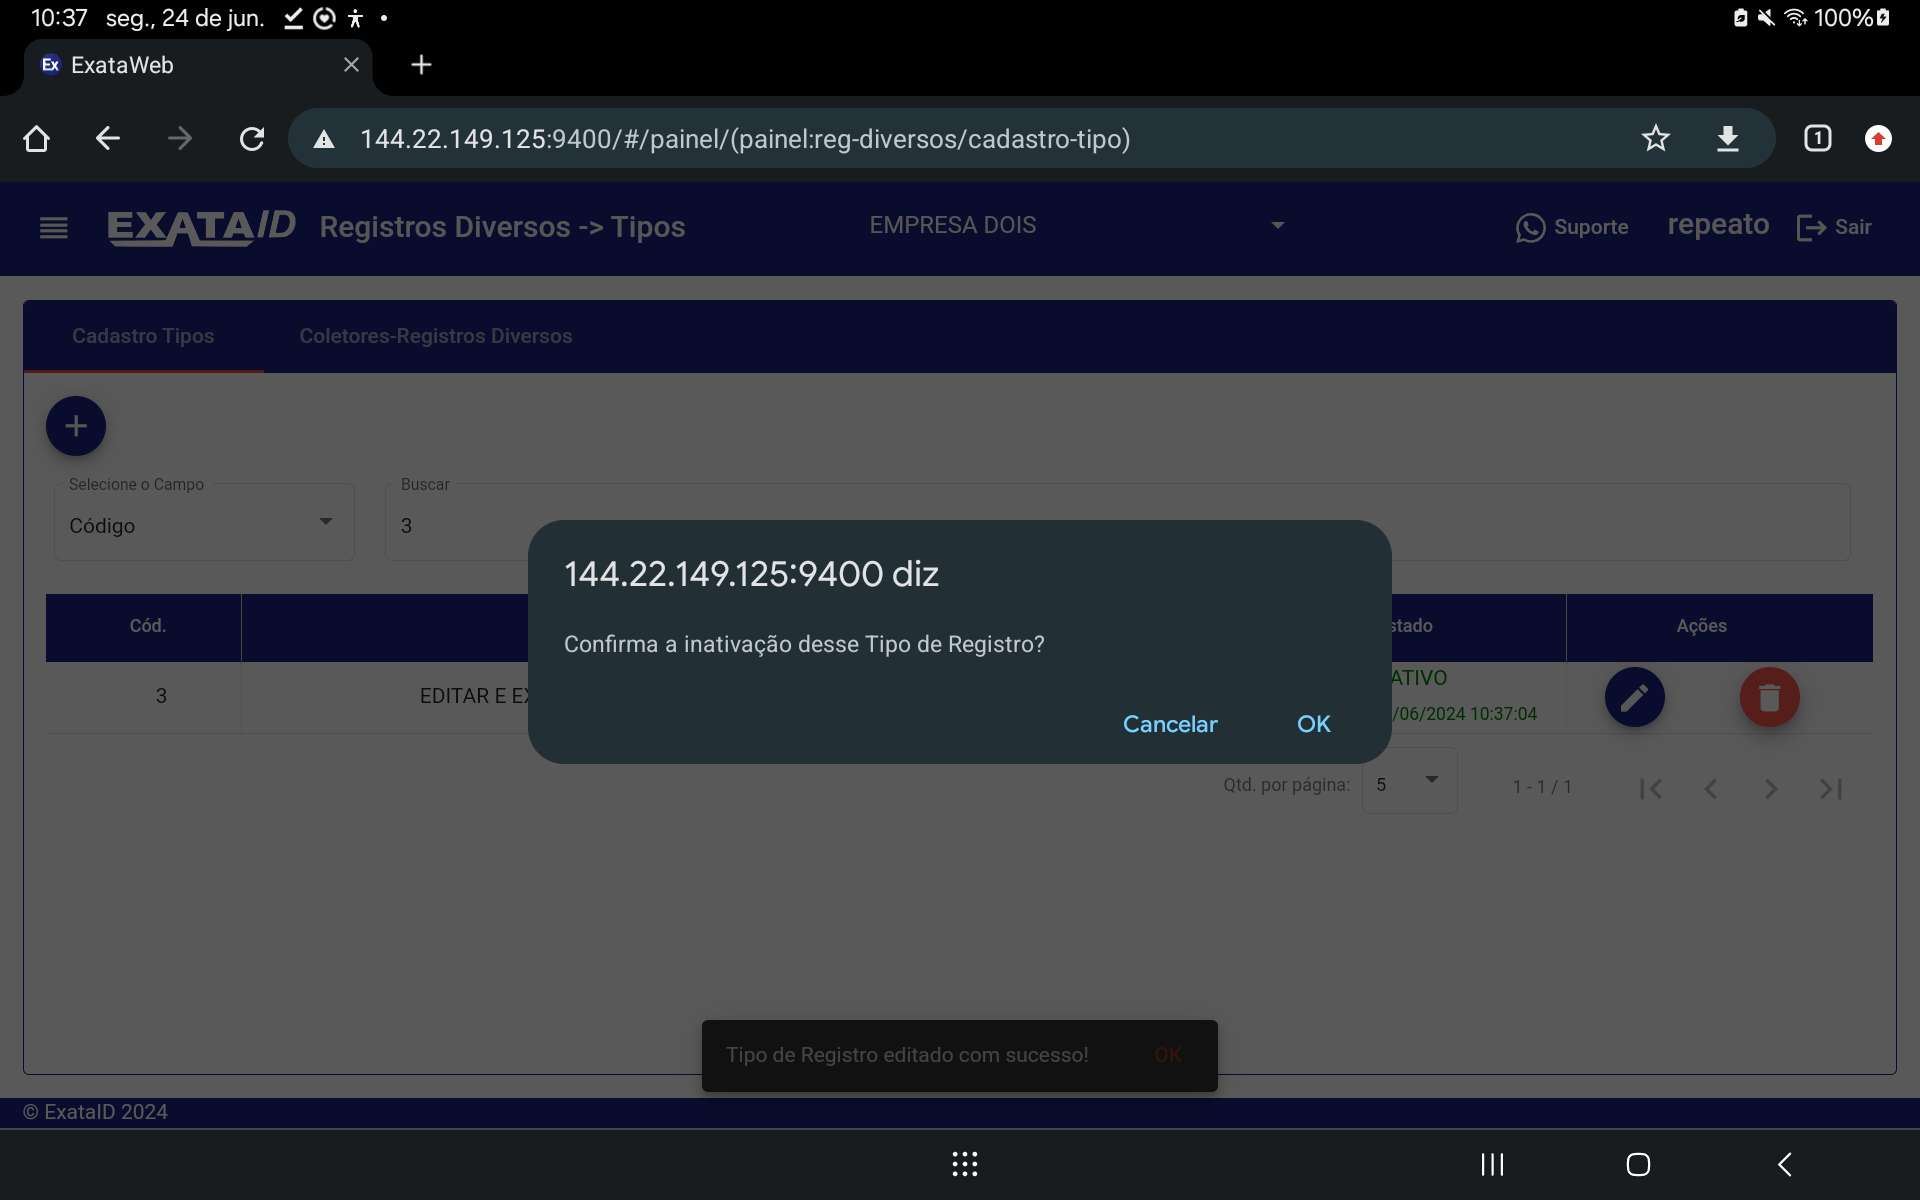 10:37 seg., 24 de jun. 100%
Ex ExataWeb
144.22.149.125:9400/#/painel/(painel:reg-diversos/cadastro-tipo) 1
EXATAID Registros Diversos -> Tipos EMPRESA DOIS Suporte repeato Sair
Cadastro Tipos Coletores-Registros Diversos
Selecione o Campo Buscar
Código 3
144.22.149.125:9400 diz
Confirma a inativação desse Tipo de Registro?
Cancelar OK
Cód. stado Ações
3 EDITAR E ATIVO
/06/2024 10:37:04
Qtd. por página: 5 1 - 1 / 1
Tipo de Registro editado com sucesso! OK
© ExataID 2024